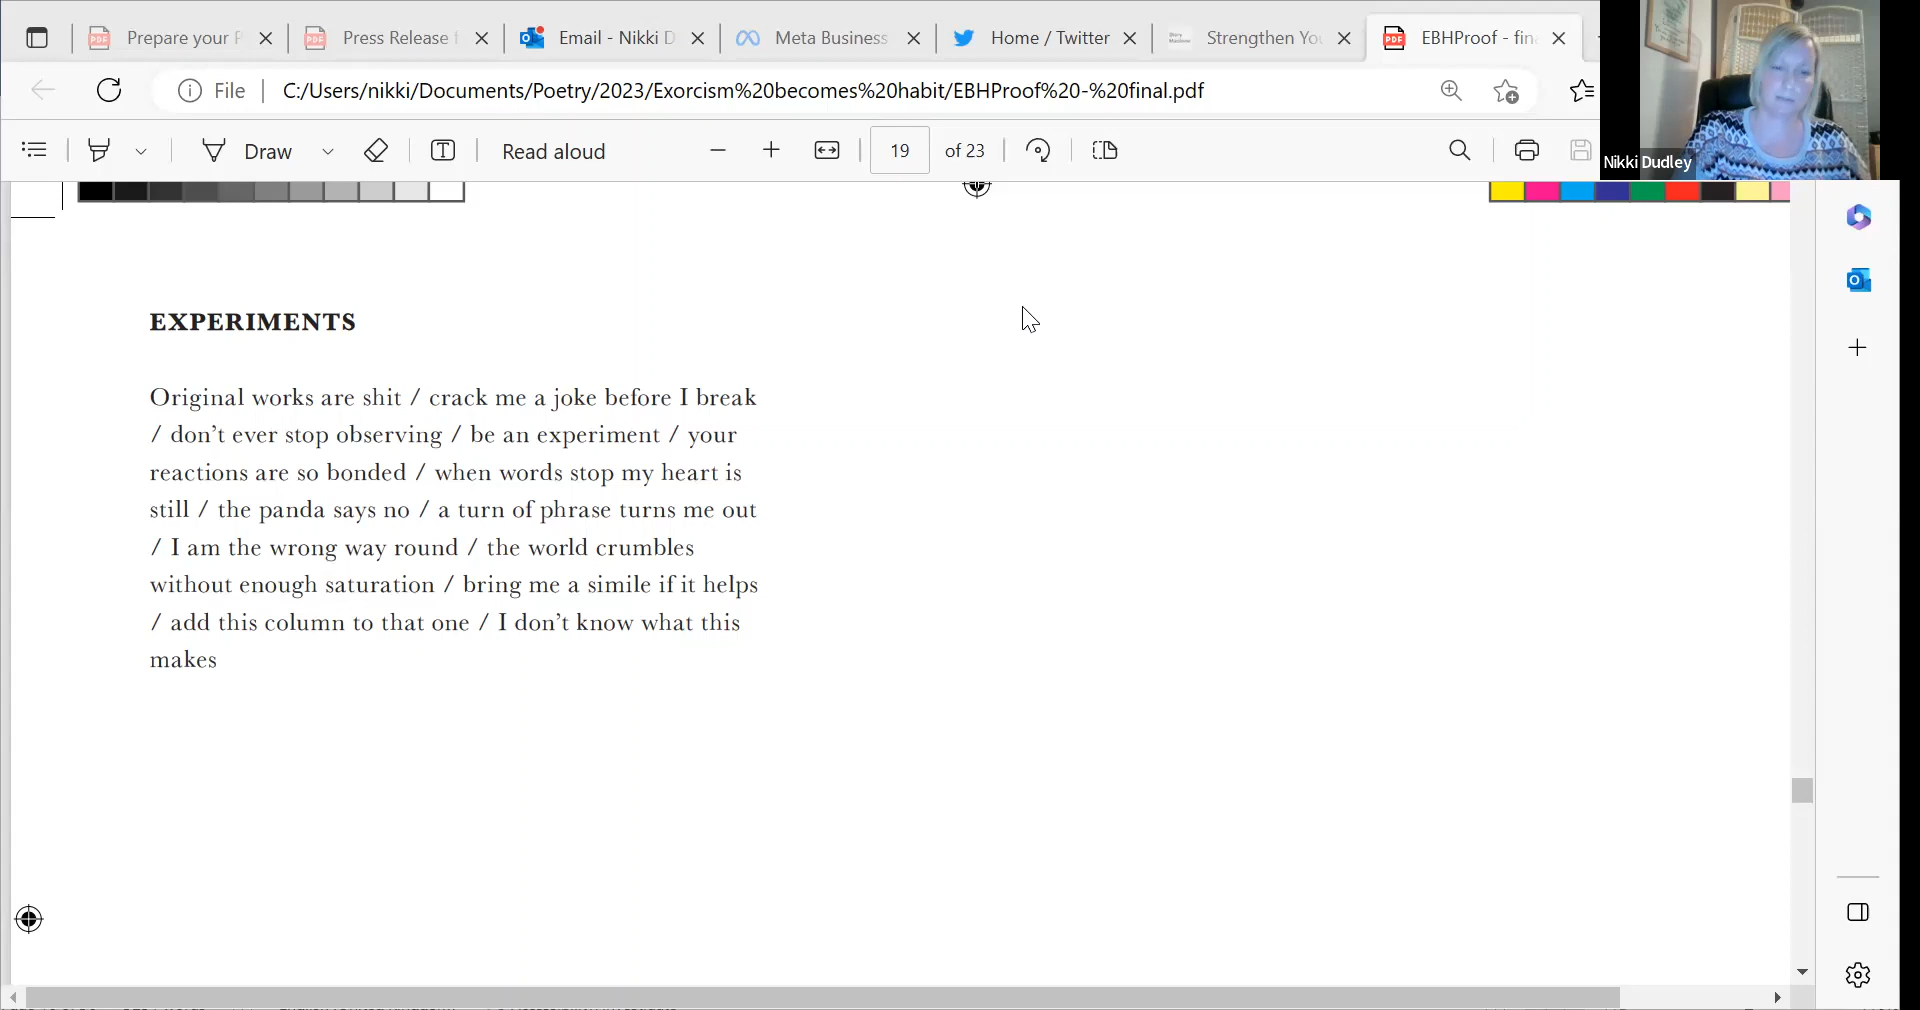 Prepare your P
Press Release f
Email - Nikki D
Meta Business
Home / Twitter
Strengthen You
EBHProof - fin
File
C:/Users/nikki/Documents/Poetry/2023/Exorcism%20becomes%20habit/EBHProof%20-%20final.pdf
Draw
Read aloud
19
of 23
Nikki Dudley
EXPERIMENTS
Original works are shit / crack me a joke before I break
/ don’t ever stop observing / be an experiment / your
reactions are so bonded / when words stop my heart is
still / the panda says no / a turn of phrase turns me out
/ I am the wrong way round / the world crumbles
without enough saturation / bring me a simile if it helps
/ add this column to that one / I don’t know what this
makes